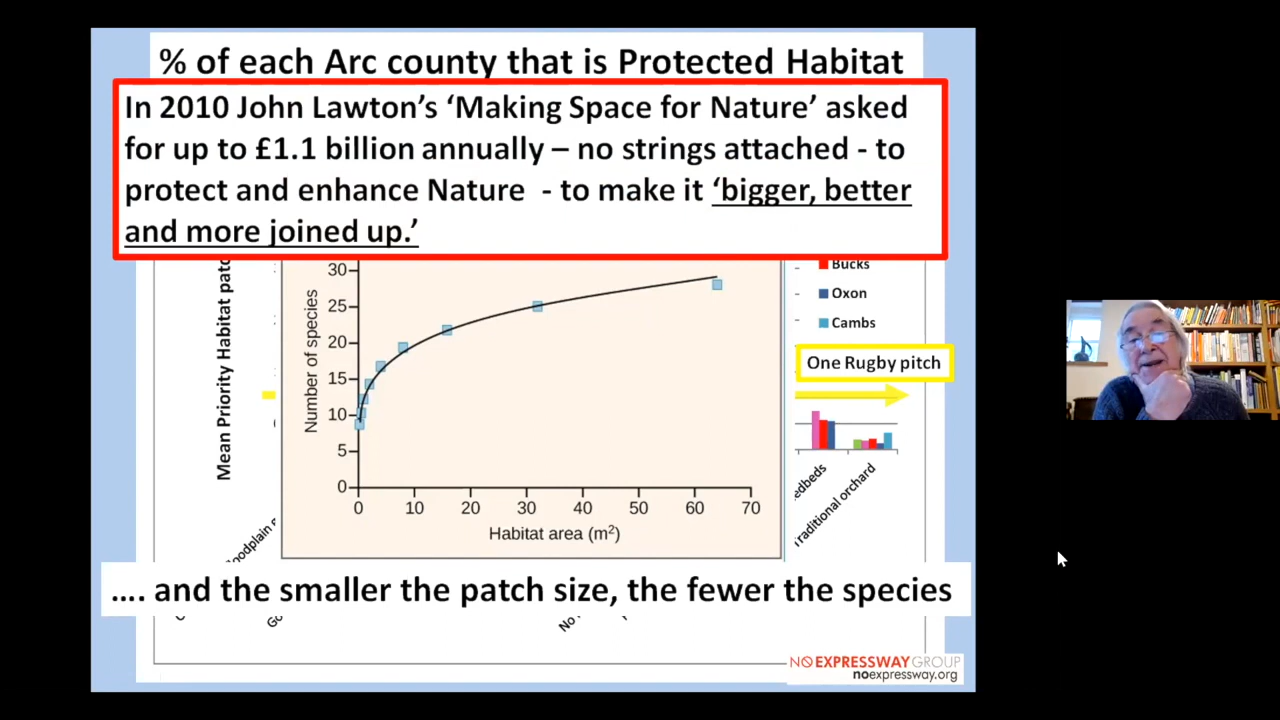 % of each Arc county that is Protected Habitat
In 2010 John Lawton's 'Making Space for Nature' asked
for up to £1.1 billion annually – no strings attached - to
protect and enhance Nature - to make it 'bigger, better
and more joined up.'
Mean Priority Habitat
Number of species
30
25
20
15
10
5
0
0 10 20 30 40 50 60 70
Habitat area (m²)
Bucks
Oxon
Cambs
One Rugby pitch
Traditional orchard
.... and the smaller the patch size, the fewer the species
NO EXPRESSWAY GROUP
noexpressway.org